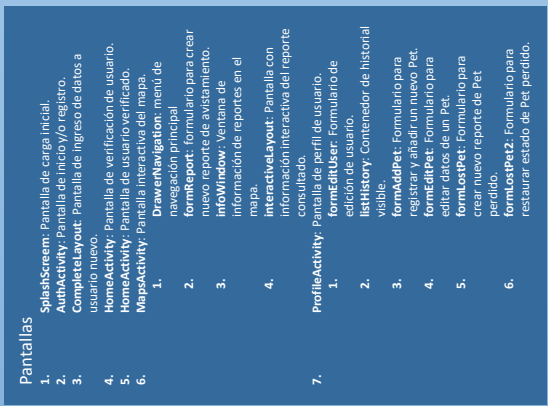 Pantallas
1. SplashScreem: Pantalla de carga inicial.
2. AuthActivity: Pantalla de inicio y/o registro.
3. CompleteLayout: Pantalla de ingreso de datos a
usuario nuevo.
4. HomeActivity: Pantalla de verificación de usuario.
5. HomeActivity: Pantalla de usuario verificado.
6. MapsActivity: Pantalla interactiva del mapa.
1. DrawerNavigation: menú de
navegación principal
2. formReport: formulario para crear
nuevo reporte de avistamiento.
3. infoWindow: Ventana de
información de reportes en el
mapa.
4. interactiveLayout: Pantalla con
información interactiva del reporte
consultado.
7. ProfileActivity: Pantalla de perfil de usuario.
1. formEditUser: Formulario de
edición de usuario.
2. listHistory: Contenedor de historial
visible.
3. formAddPet: Formulario para
registrar y añadir un nuevo Pet.
4. formEditPet: Formulario para
editar datos de un Pet.
5. formLostPet: Formulario para
crear nuevo reporte de Pet
perdido.
6. formLostPet2: Formulario para
restaurar estado de Pet perdido.